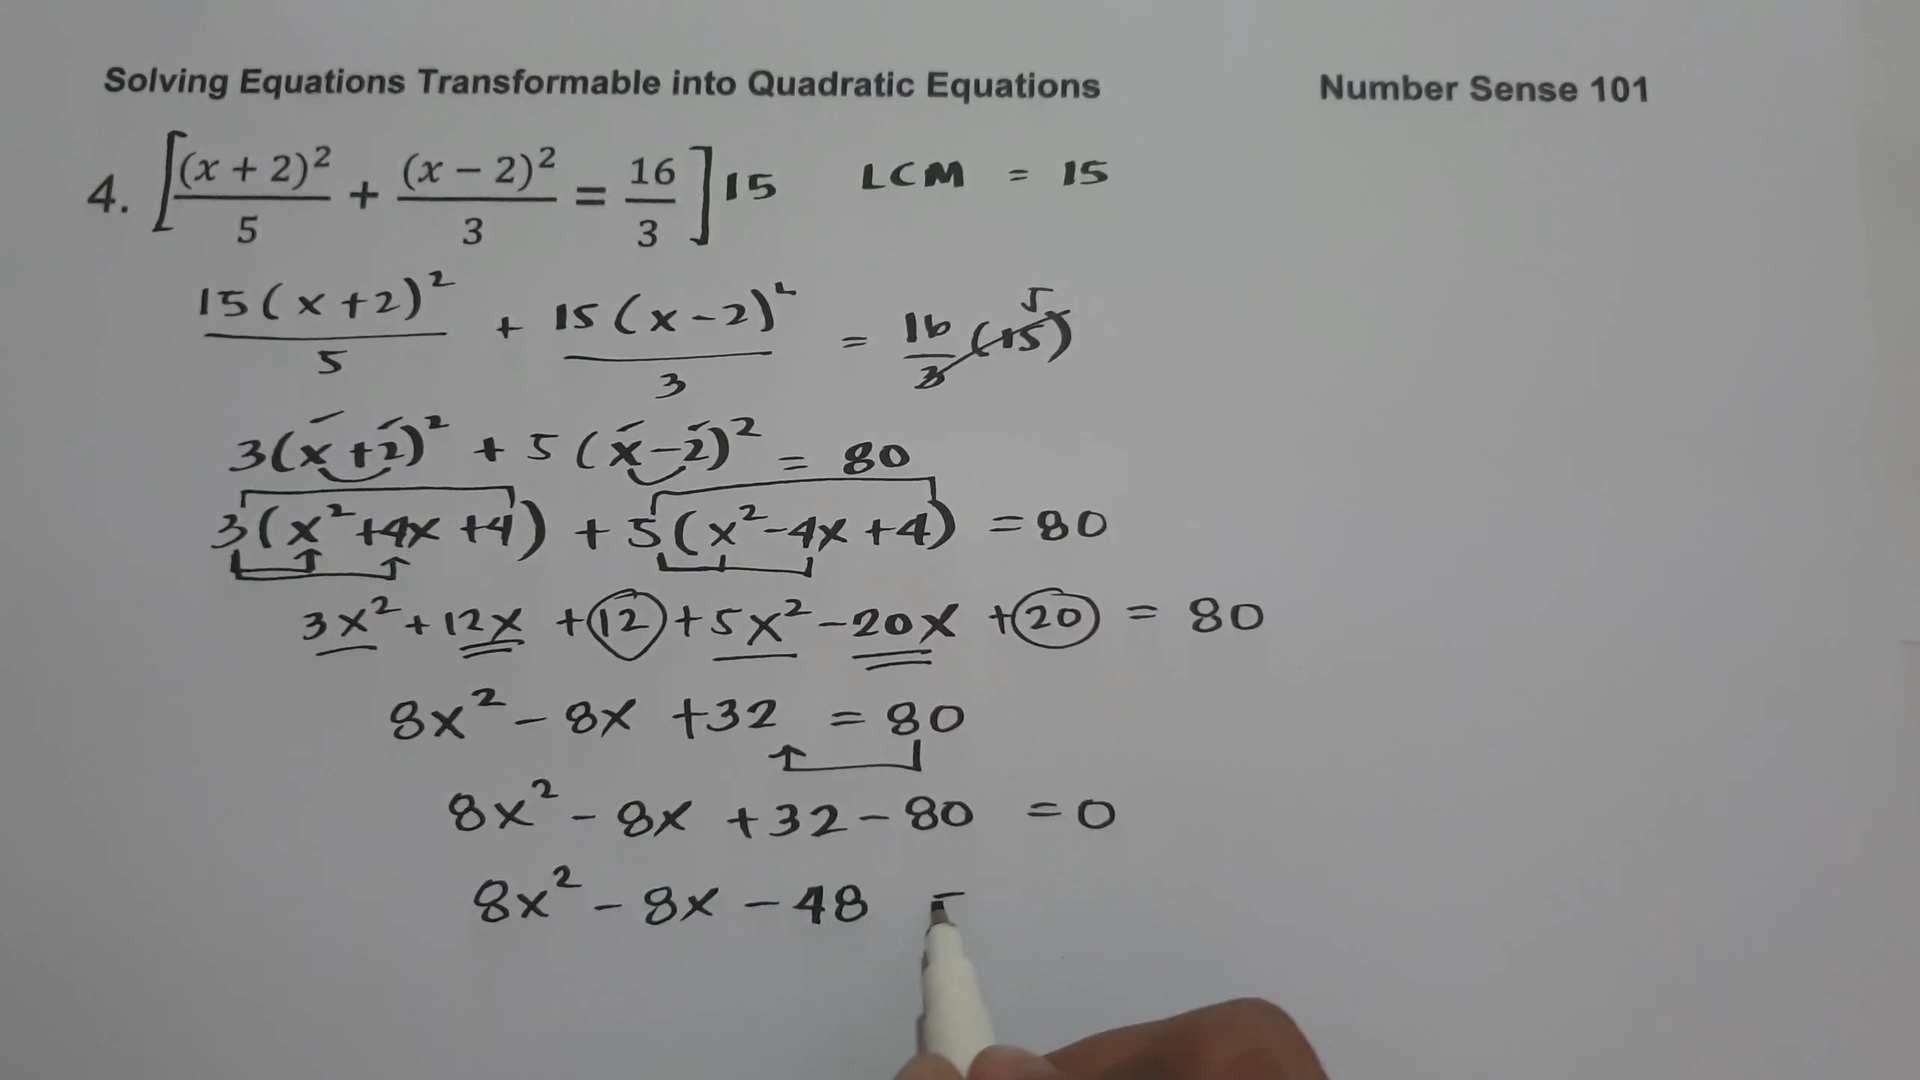 Solving Equations Transformable into Quadratic Equations Number Sense 101
4. [(x + 2)²/5 + (x − 2)²/3 = 16/3] 15 LCM = 15
15(x+2)²/5 + 15(x-2)²/3 = 16/3 (15) 5
3(x+2)² + 5(x-2)² = 80
3(x²+4x+4) + 5(x²-4x+4) = 80
3x²+12x+12+5x²-20x+20 = 80
8x²-8x+32 = 80
8x²-8x+32-80 = 0
8x²-8x-48